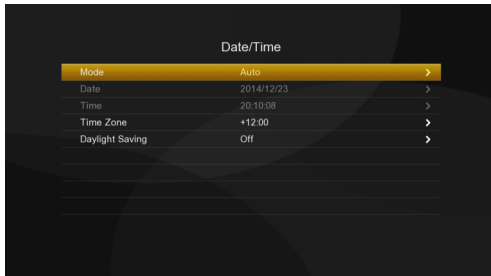 Date/Time
Mode Auto
Date 2014/12/23
Time 20:10:08
Time Zone +12:00
Daylight Saving Off